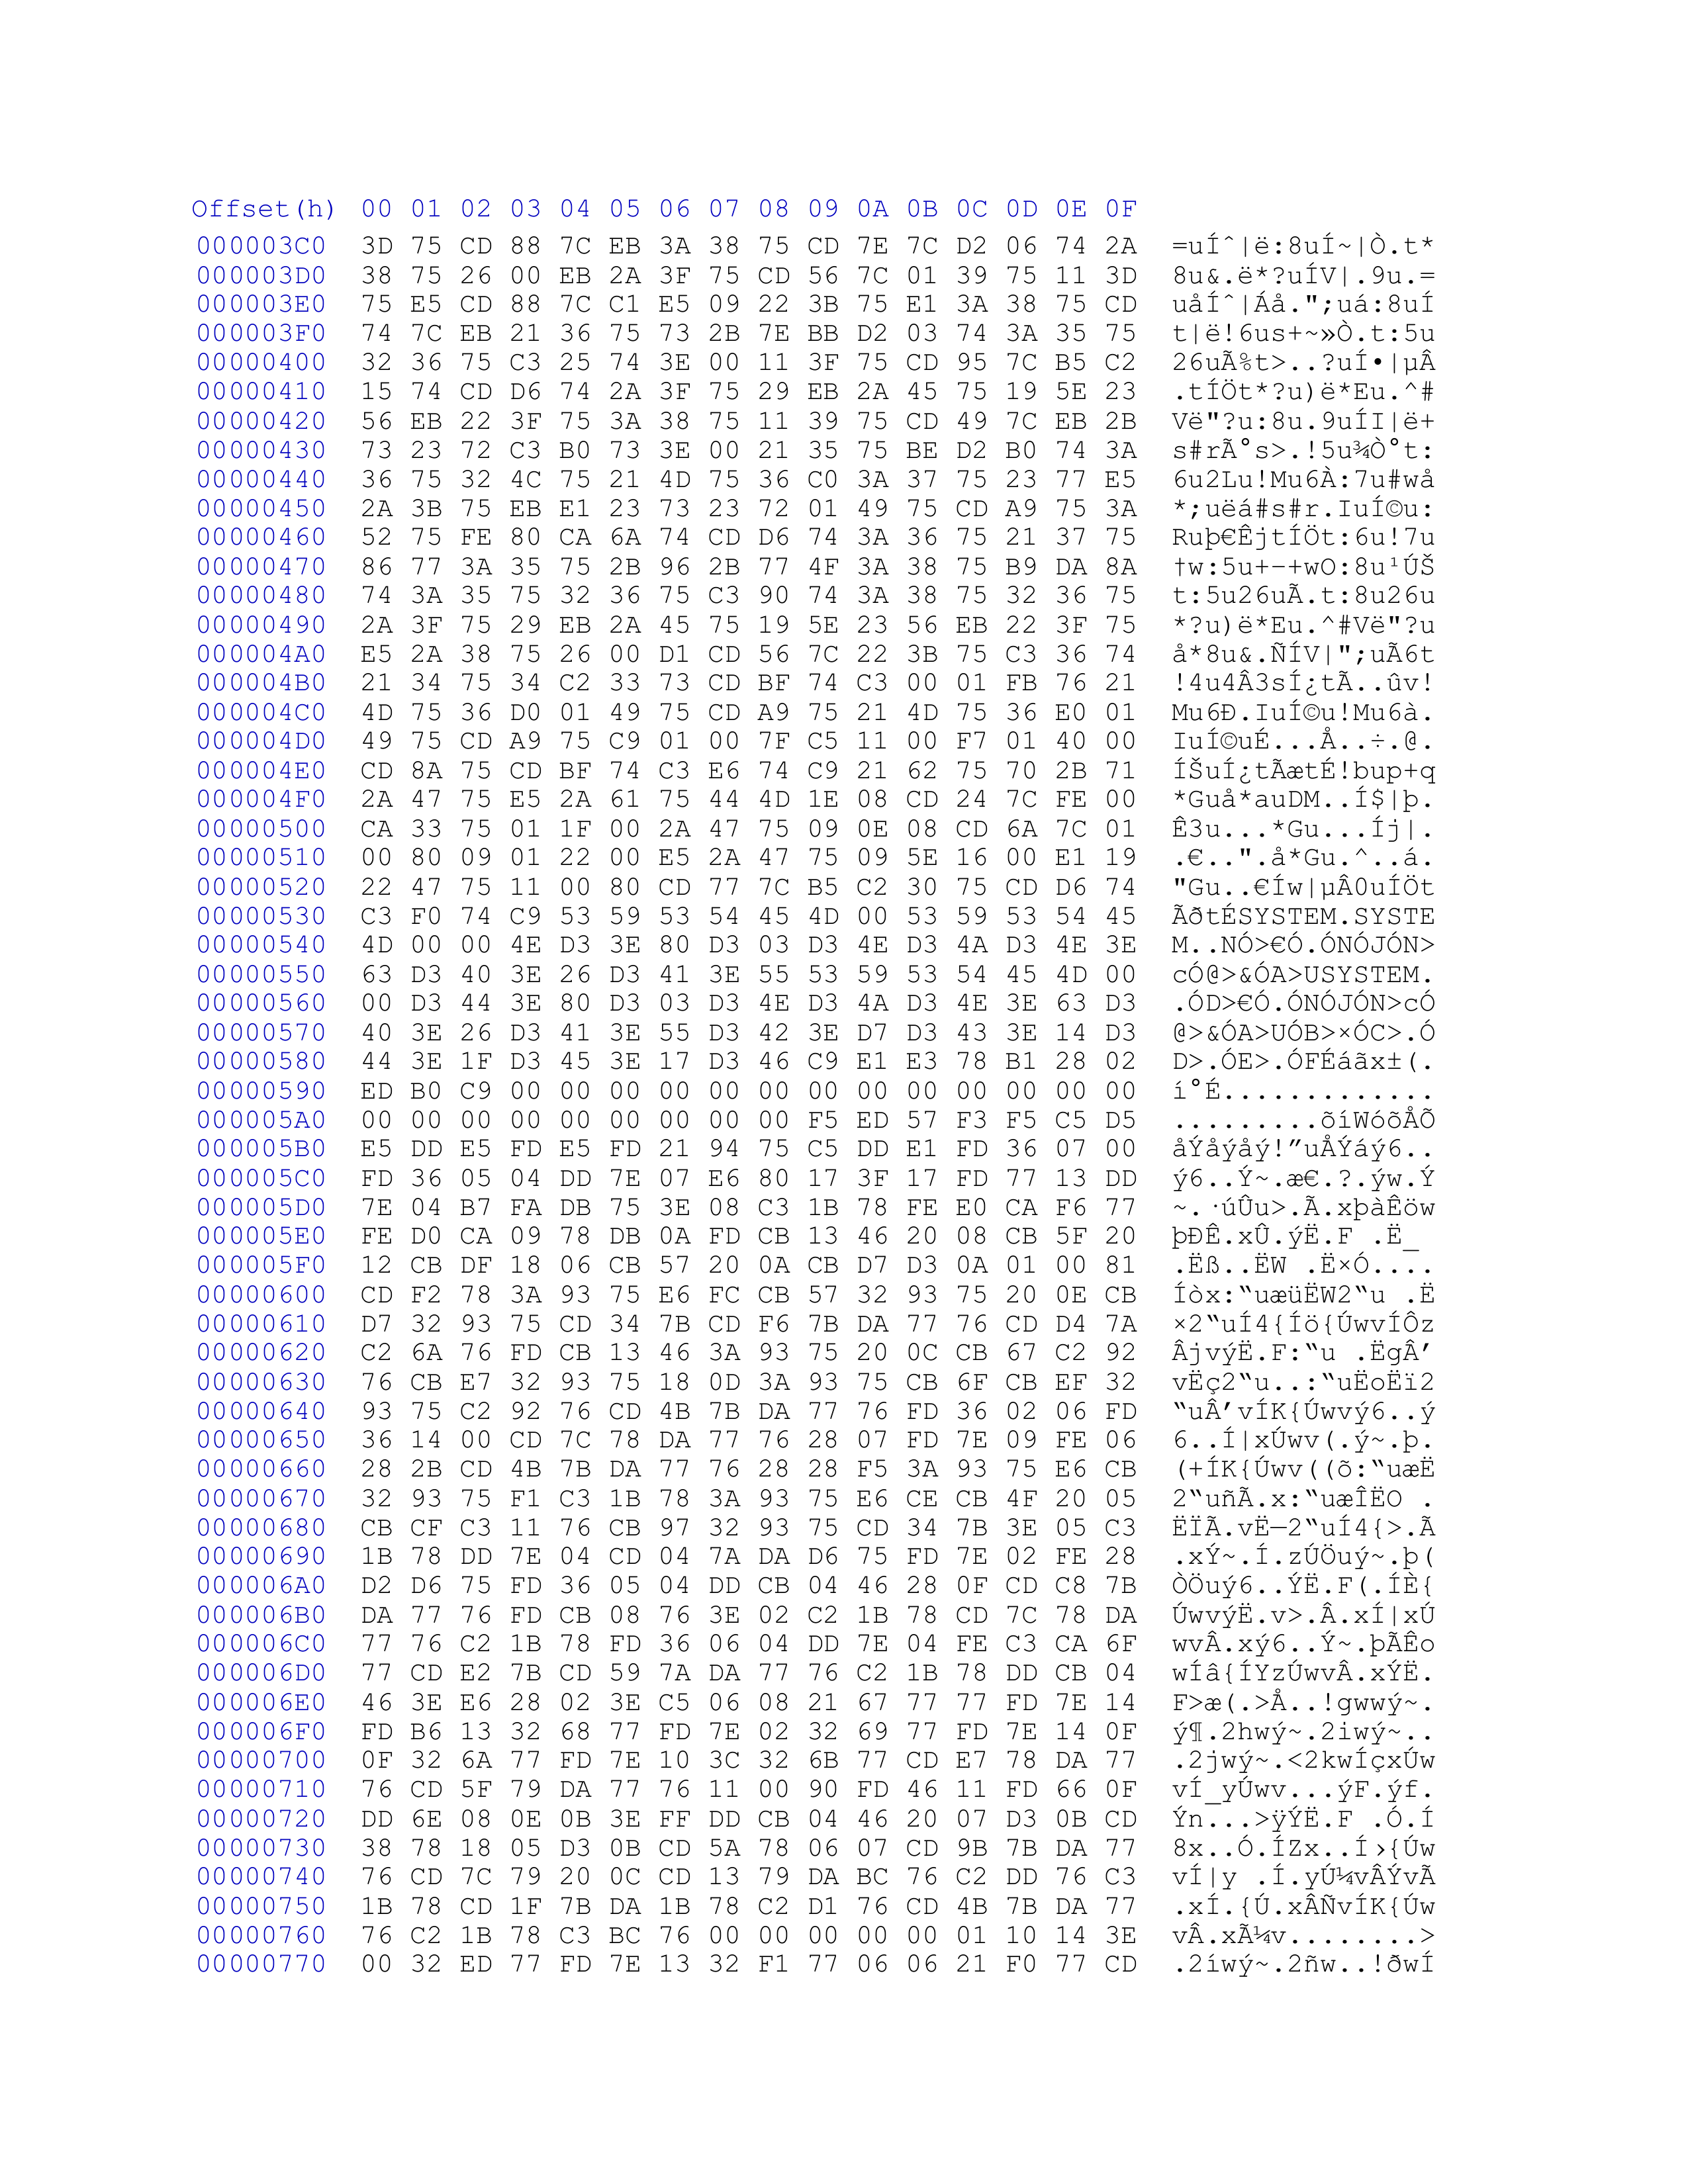 Offset(h) 00 01 02 03 04 05 06 07 08 09 0A 0B 0C 0D 0E 0F
000003C0 3D 75 CD 88 7C EB 3A 38 75 CD 7E 7C D2 06 74 2A =uÍˆ|ë:8uÍ~|Ò.t*
000003D0 38 75 26 00 EB 2A 3F 75 CD 56 7C 01 39 75 11 3D 8u&.ë*?uÍV|.9u.=
000003E0 75 E5 CD 88 7C C1 E5 09 22 3B 75 E1 3A 38 75 CD uåÍˆ|Áå.";uá:8uÍ
000003F0 74 7C EB 21 36 75 73 2B 7E BB D2 03 74 3A 35 75 t|ë!6us+~»Ò.t:5u
00000400 32 36 75 C3 25 74 3E 00 11 3F 75 CD 95 7C B5 C2 26uÃ%t>..?uÍ•|µÂ
00000410 15 74 CD D6 74 2A 3F 75 29 EB 2A 45 75 19 5E 23 .tÍÖt*?u)ë*Eu.^#
00000420 56 EB 22 3F 75 3A 38 75 11 39 75 CD 49 7C EB 2B Vë"?u:8u.9uÍI|ë+
00000430 73 23 72 C3 B0 73 3E 00 21 35 75 BE D2 B0 74 3A s#rÃ°s>.!5u¾Ò°t:
00000440 36 75 32 4C 75 21 4D 75 36 C0 3A 37 75 23 77 E5 6u2Lu!Mu6À:7u#wå
00000450 2A 3B 75 EB E1 23 73 23 72 01 49 75 CD A9 75 3A *;uëá#s#r.IuÍ©u:
00000460 52 75 FE 80 CA 6A 74 CD D6 74 3A 36 75 21 37 75 Ruþ€ÊjtÍÖt:6u!7u
00000470 86 77 3A 35 75 2B 96 2B 77 4F 3A 38 75 B9 DA 8A †w:5u+–+wO:8u¹ÚŠ
00000480 74 3A 35 75 32 36 75 C3 90 74 3A 38 75 32 36 75 t:5u26uÃ.t:8u26u
00000490 2A 3F 75 29 EB 2A 45 75 19 5E 23 56 EB 22 3F 75 *?u)ë*Eu.^#Vë"?u
000004A0 E5 2A 38 75 26 00 D1 CD 56 7C 22 3B 75 C3 36 74 å*8u&.ÑÍV|";uÃ6t
000004B0 21 34 75 34 C2 33 73 CD BF 74 C3 00 01 FB 76 21 !4u4Â3sÍ¿tÃ..ûv!
000004C0 4D 75 36 D0 01 49 75 CD A9 75 21 4D 75 36 E0 01 Mu6Ð.IuÍ©u!Mu6à.
000004D0 49 75 CD A9 75 C9 01 00 7F C5 11 00 F7 01 40 00 IuÍ©uÉ...Å..÷.@.
000004E0 CD 8A 75 CD BF 74 C3 E6 74 C9 21 62 75 70 2B 71 ÍŠuÍ¿tÃætÉ!bup+q
000004F0 2A 47 75 E5 2A 61 75 44 4D 1E 08 CD 24 7C FE 00 *Guå*auDM..Í$|þ.
00000500 CA 33 75 01 1F 00 2A 47 75 09 0E 08 CD 6A 7C 01 Ê3u...*Gu...Íj|.
00000510 00 80 09 01 22 00 E5 2A 47 75 09 5E 16 00 E1 19 .€..".å*Gu.^..á.
00000520 22 47 75 11 00 80 CD 77 7C B5 C2 30 75 CD D6 74 "Gu..€Íw|µÂ0uÍÖt
00000530 C3 F0 74 C9 53 59 53 54 45 4D 00 53 59 53 54 45 ÃðtÉSYSTEM.SYSTE
00000540 4D 00 00 4E D3 3E 80 D3 03 D3 4E D3 4A D3 4E 3E M..NÓ>€Ó.ÓNÓJÓN>
00000550 63 D3 40 3E 26 D3 41 3E 55 53 59 53 54 45 4D 00 cÓ@>&ÓA>USYSTEM.
00000560 00 D3 44 3E 80 D3 03 D3 4E D3 4A D3 4E 3E 63 D3 .ÓD>€Ó.ÓNÓJÓN>cÓ
00000570 40 3E 26 D3 41 3E 55 D3 42 3E D7 D3 43 3E 14 D3 @>&ÓA>UÓB>×ÓC>.Ó
00000580 44 3E 1F D3 45 3E 17 D3 46 C9 E1 E3 78 B1 28 02 D>.ÓE>.ÓFÉáãx±(.
00000590 ED B0 C9 00 00 00 00 00 00 00 00 00 00 00 00 00 í°É.............
000005A0 00 00 00 00 00 00 00 00 00 F5 ED 57 F3 F5 C5 D5 .........õíWóõÅÕ
000005B0 E5 DD E5 FD E5 FD 21 94 75 C5 DD E1 FD 36 07 00 åÝåýåý!”uÅÝáý6..
000005C0 FD 36 05 04 DD 7E 07 E6 80 17 3F 17 FD 77 13 DD ý6..Ý~.æ€.?.ýw.Ý
000005D0 7E 04 B7 FA DB 75 3E 08 C3 1B 78 FE E0 CA F6 77 ~.·úÛu>.Ã.xþàÊöw
000005E0 FE D0 CA 09 78 DB 0A FD CB 13 46 20 08 CB 5F 20 þÐÊ.xÛ.ýË.F .Ë_
000005F0 12 CB DF 18 06 CB 57 20 0A CB D7 D3 0A 01 00 81 .Ëß..ËW .Ë×Ó....
00000600 CD F2 78 3A 93 75 E6 FC CB 57 32 93 75 20 0E CB Íòx:“uæüËW2“u .Ë
00000610 D7 32 93 75 CD 34 7B CD F6 7B DA 77 76 CD D4 7A ×2“uÍ4{Íö{ÚwvÍÔz
00000620 C2 6A 76 FD CB 13 46 3A 93 75 20 0C CB 67 C2 92 ÂjvýË.F:“u .ËgÂ’
00000630 76 CB E7 32 93 75 18 0D 3A 93 75 CB 6F CB EF 32 vËç2“u..:“uËoËï2
00000640 93 75 C2 92 76 CD 4B 7B DA 77 76 FD 36 02 06 FD “uÂ’vÍK{Úwvý6..ý
00000650 36 14 00 CD 7C 78 DA 77 76 28 07 FD 7E 09 FE 06 6..Í|xÚwv(.ý~.þ.
00000660 28 2B CD 4B 7B DA 77 76 28 28 F5 3A 93 75 E6 CB (+ÍK{Úwv((õ:“uæË
00000670 32 93 75 F1 C3 1B 78 3A 93 75 E6 CE CB 4F 20 05 2“uñÃ.x:“uæÎËO .
00000680 CB CF C3 11 76 CB 97 32 93 75 CD 34 7B 3E 05 C3 ËÏÃ.vË—2“uÍ4{>.Ã
00000690 1B 78 DD 7E 04 CD 04 7A DA D6 75 FD 7E 02 FE 28 .xÝ~.Í.zÚÖuý~.þ(
000006A0 D2 D6 75 FD 36 05 04 DD CB 04 46 28 0F CD C8 7B ÒÖuý6..ÝË.F(.ÍÈ{
000006B0 DA 77 76 FD CB 08 76 3E 02 C2 1B 78 CD 7C 78 DA ÚwvýË.v>.Â.xÍ|xÚ
000006C0 77 76 C2 1B 78 FD 36 06 04 DD 7E 04 FE C3 CA 6F wvÂ.xý6..Ý~.þÃÊo
000006D0 77 CD E2 7B CD 59 7A DA 77 76 C2 1B 78 DD CB 04 wÍâ{ÍYzÚwvÂ.xÝË.
000006E0 46 3E E6 28 02 3E C5 06 08 21 67 77 77 FD 7E 14 F>æ(.>Å..!gwwý~.
000006F0 FD B6 13 32 68 77 FD 7E 02 32 69 77 FD 7E 14 0F ý¶.2hwý~.2iwý~..
00000700 0F 32 6A 77 FD 7E 10 3C 32 6B 77 CD E7 78 DA 77 .2jwý~.<2kwÍçxÚw
00000710 76 CD 5F 79 DA 77 76 11 00 90 FD 46 11 FD 66 0F vÍ_yÚwv...ýF.ýf.
00000720 DD 6E 08 0E 0B 3E FF DD CB 04 46 20 07 D3 0B CD Ýn...>ÿÝË.F .Ó.Í
00000730 38 78 18 05 D3 0B CD 5A 78 06 07 CD 9B 7B DA 77 8x..Ó.ÍZx..Í›{Úw
00000740 76 CD 7C 79 20 0C CD 13 79 DA BC 76 C2 DD 76 C3 vÍ|y .Í.yÚ¼vÂÝvÃ
00000750 1B 78 CD 1F 7B DA 1B 78 C2 D1 76 CD 4B 7B DA 77 .xÍ.{Ú.xÂÑvÍK{Úw
00000760 76 C2 1B 78 C3 BC 76 00 00 00 00 00 01 10 14 3E vÂ.xÃ¼v........>
00000770 00 32 ED 77 FD 7E 13 32 F1 77 06 06 21 F0 77 CD .2íwý~.2ñw..!ðwÍ